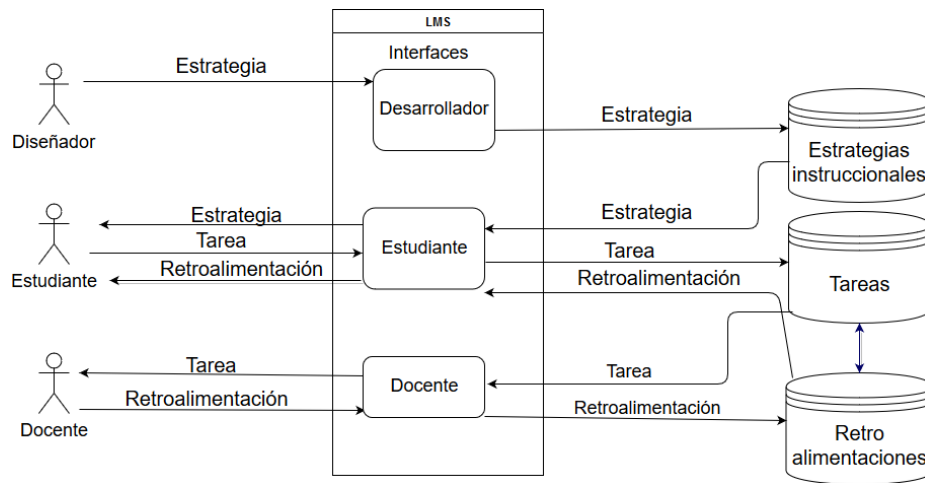 LMS
Interfaces
Estrategia
Desarrollador
Diseñador
Estrategia
Estrategias
instruccionales
Estrategia
Estrategia
Tarea
Estudiante
Tarea
Retroalimentación
Retroalimentación
Estudiante
Tareas
Tarea
Docente
Tarea
Retroalimentación
Retroalimentación
Docente
Retro
alimentaciones